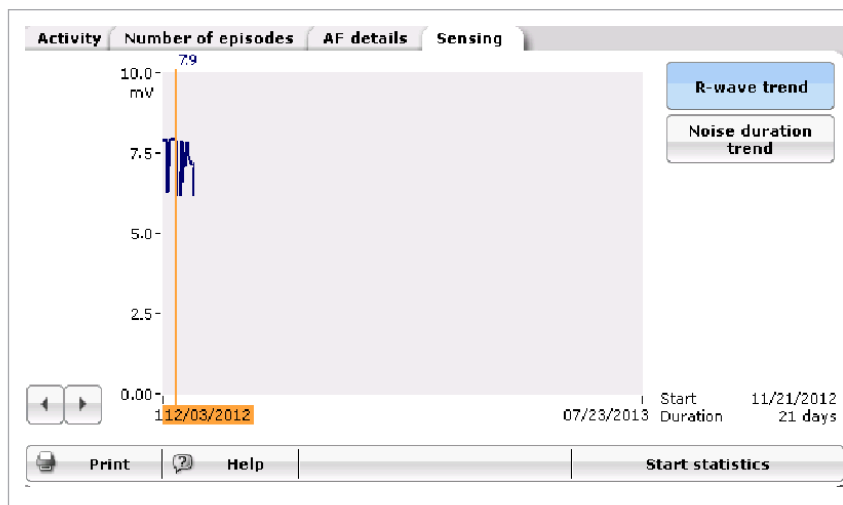 Activity Number of episodes AF details Sensing
7.9
10.0
mV
7.5
5.0
2.5
0.00
12/03/2012
07/23/2013
R-wave trend
Noise duration
trend
Start 11/21/2012
Duration 21 days
Print Help Start statistics